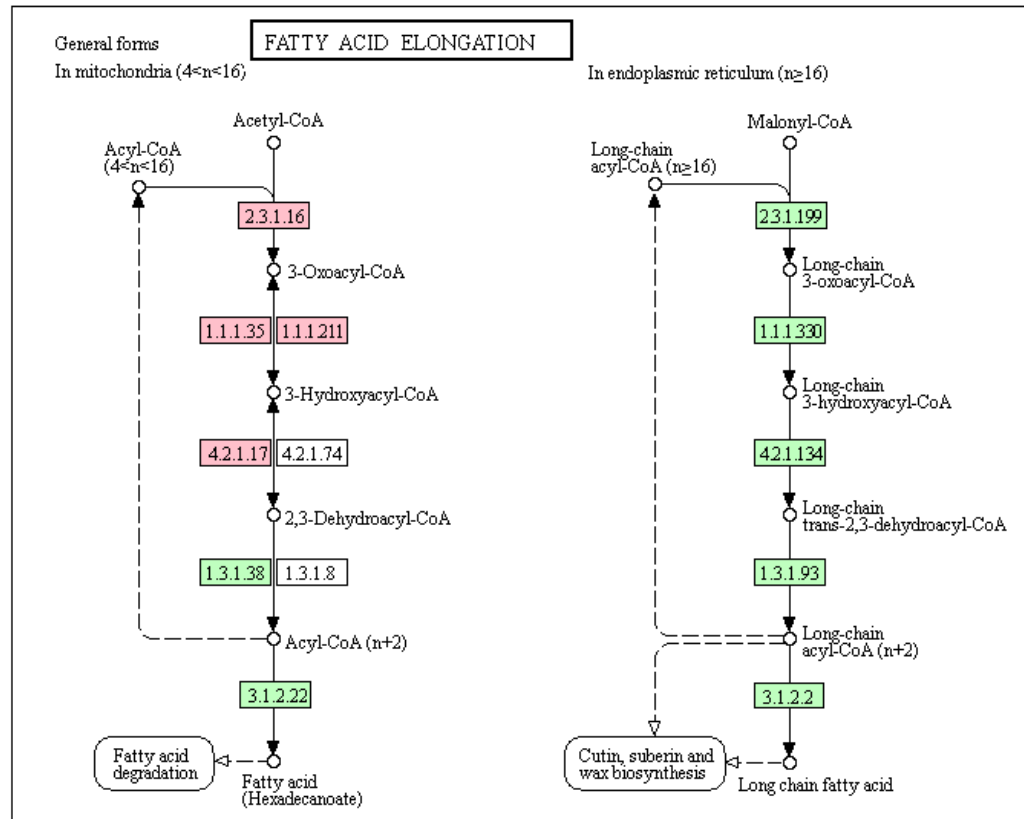 General forms
FATTY ACID ELONGATION
In mitochondria (4<n<16)
In endoplasmic reticulum (n≥16)
Acetyl-CoA
Acyl-CoA
(4<n<16)
2.3.1.16
3-Oxoacyl-CoA
1.1.1.35
1.1.1.211
3-Hydroxyacyl-CoA
4.2.1.17
4.2.1.74
2,3-Dehydroacyl-CoA
1.3.1.38
1.3.1.8
Acyl-CoA (n+2)
3.1.2.22
Fatty acid
degradation
Fatty acid
(Hexadecanoate)
Malonyl-CoA
Long-chain
acyl-CoA (n≥16)
2.3.1.199
Long-chain
3-oxoacyl-CoA
1.1.1.330
Long-chain
3-hydroxyacyl-CoA
4.2.1.134
Long-chain
trans-2,3-dehydroacyl-CoA
1.3.1.93
Long-chain
acyl-CoA (n+2)
3.1.2.2
Cutin, suberin and
wax biosynthesis
Long chain fatty acid